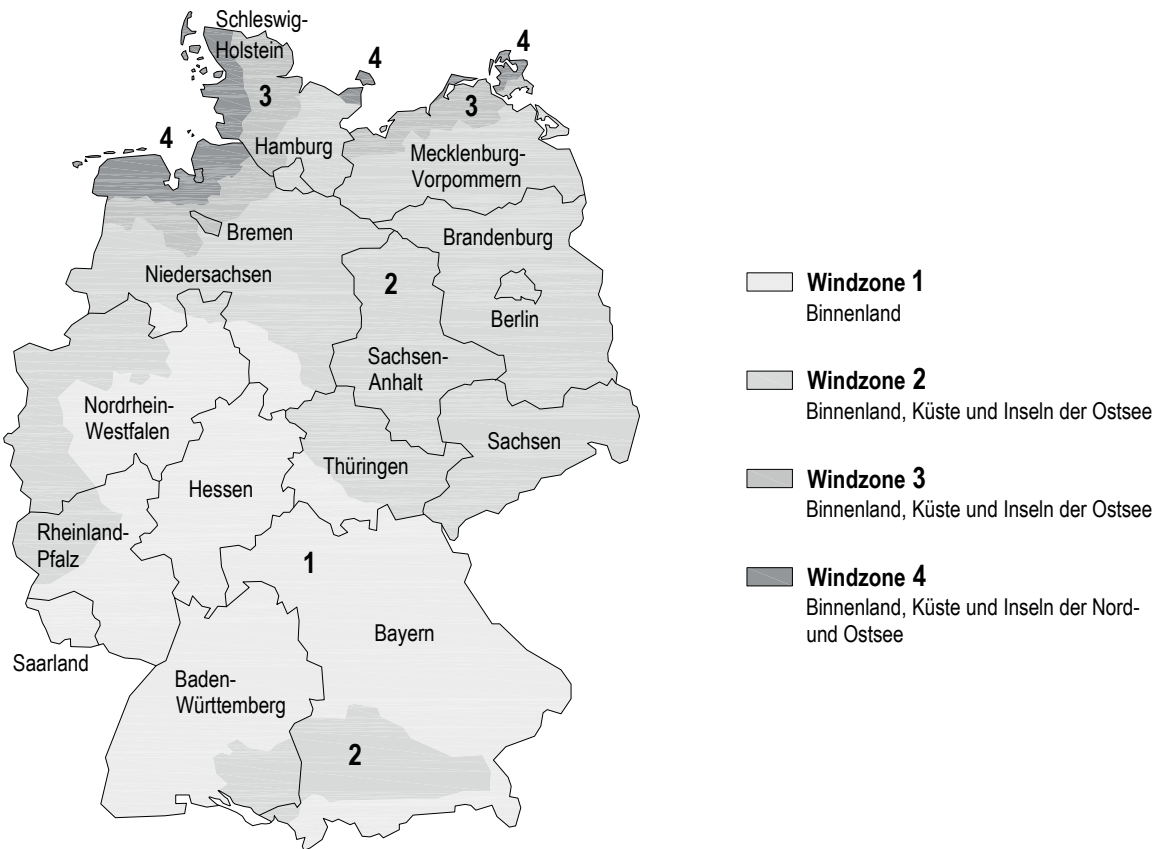 Schleswig-
Holstein
4
4
3
3
4
Hamburg
Mecklenburg-
Vorpommern
Bremen
Brandenburg
Niedersachsen
2
Berlin
Sachsen-
Anhalt
Nordrhein-
Westfalen
Sachsen
Thüringen
Hessen
Rheinland-
Pfalz
1
Bayern
Saarland
Baden-
Württemberg
2
Windzone 1
Binnenland
Windzone 2
Binnenland, Küste und Inseln der Ostsee
Windzone 3
Binnenland, Küste und Inseln der Ostsee
Windzone 4
Binnenland, Küste und Inseln der Nord-
und Ostsee